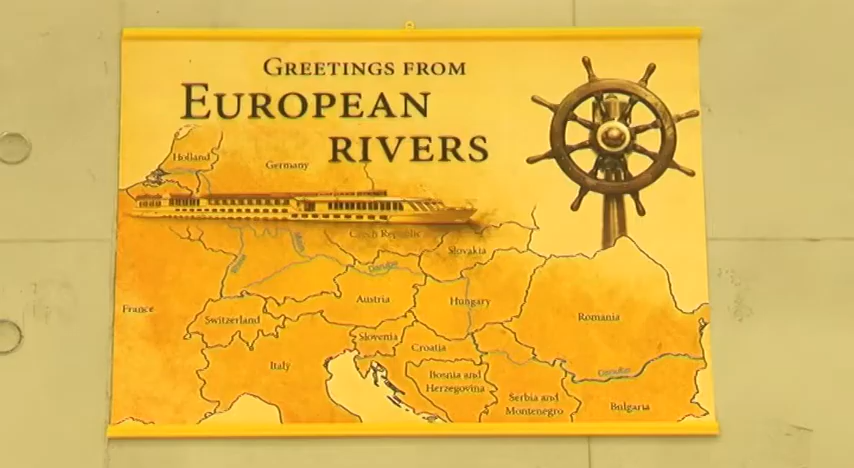 GREETINGS FROM
EUROPEAN
RIVERS
Holland
Germany
Czech Republic
Slovakia
Danube
France
Austria
Hungary
Switzerland
Romania
Slovenia
Croatia
Italy
Bosnia and
Herzegovina
Danube
Serbia and
Montenegro
Bulgaria